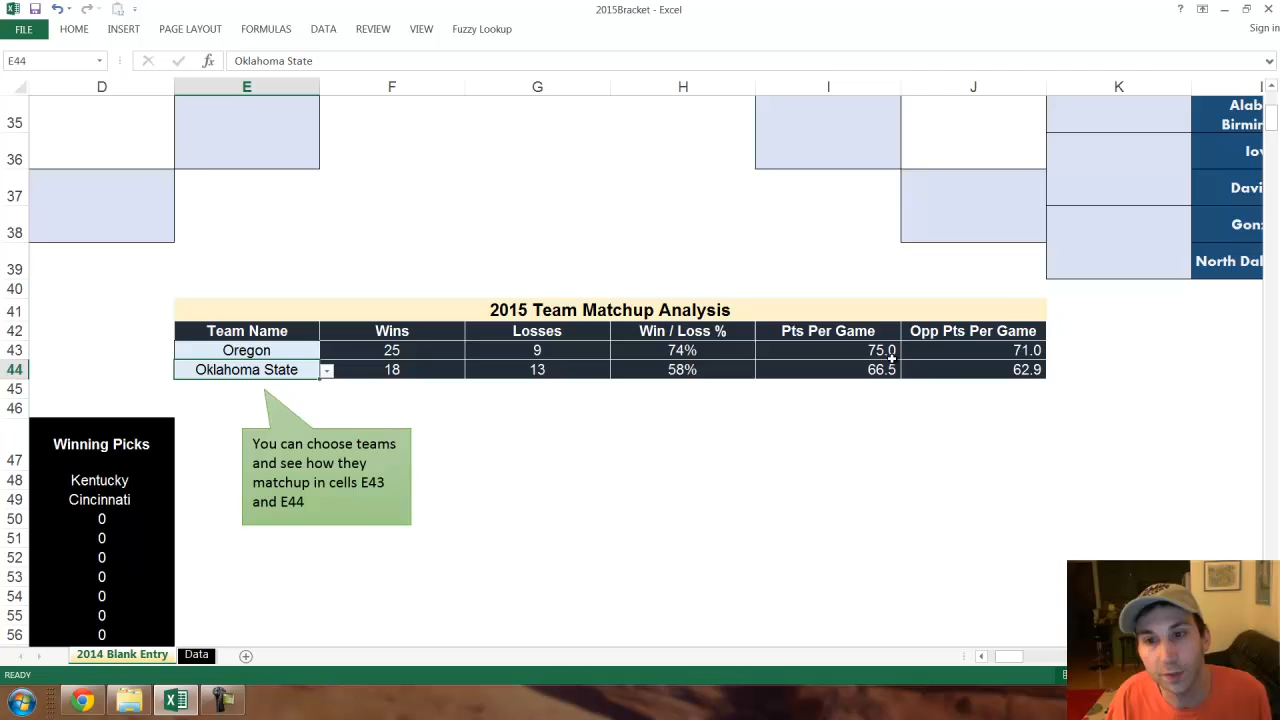 2015Bracket - Excel
Sign in
FILE HOME INSERT PAGE LAYOUT FORMULAS DATA REVIEW VIEW Fuzzy Lookup
E44 fx Oklahoma State
D E F G H I J K
35 Alab
Birmin
36 Iov
37 Davi
38 Gon
39 North Dal
40
41 2015 Team Matchup Analysis
42 Team Name Wins Losses Win / Loss % Pts Per Game Opp Pts Per Game
43 Oregon 25 9 74% 75.0 71.0
44 Oklahoma State 18 13 58% 66.5 62.9
45
46
You can choose teams
and see how they
matchup in cells E43
and E44
47 Winning Picks
48 Kentucky
49 Cincinnati
50 0
51 0
52 0
53 0
54 0
55 0
56 0
2014 Blank Entry Data
READY